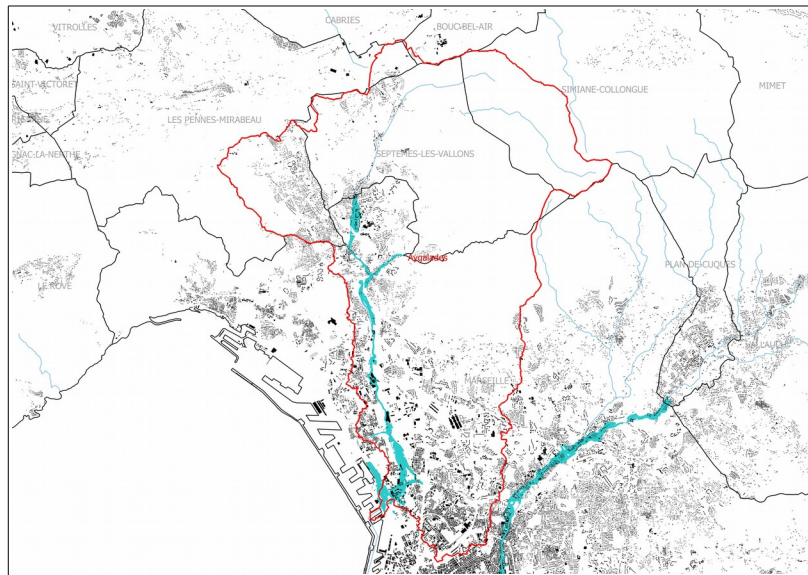 CABRIES
BOUC-BEL-AIR
VITROLLES
SAINT-VICTORET
SIMIANE-COLLONGUE
MIMET
LES PENNES-MIRABEAU
SEPTEMES-LES-VALLONS
Aygalades
PLAN-DE-CUQUES
LE ROVE
MARSEILLE